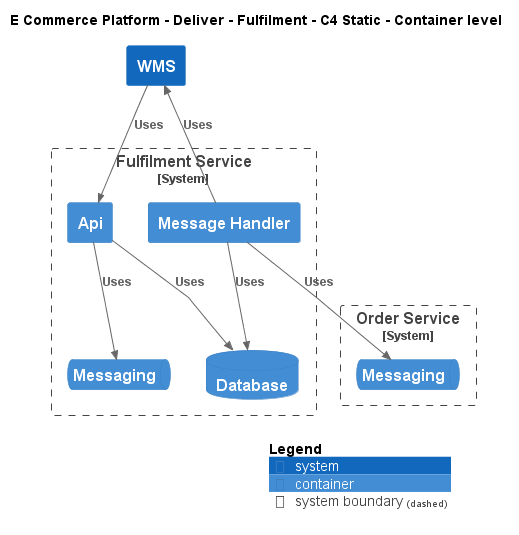 E Commerce Platform - Deliver - Fulfilment - C4 Static - Container level
WMS
Uses
Uses
Fulfilment Service
[System]
Api
Message Handler
Uses
Uses
Uses
Uses
Order Service
[System]
Messaging
Database
Messaging
Legend
system
container
system boundary (dashed)